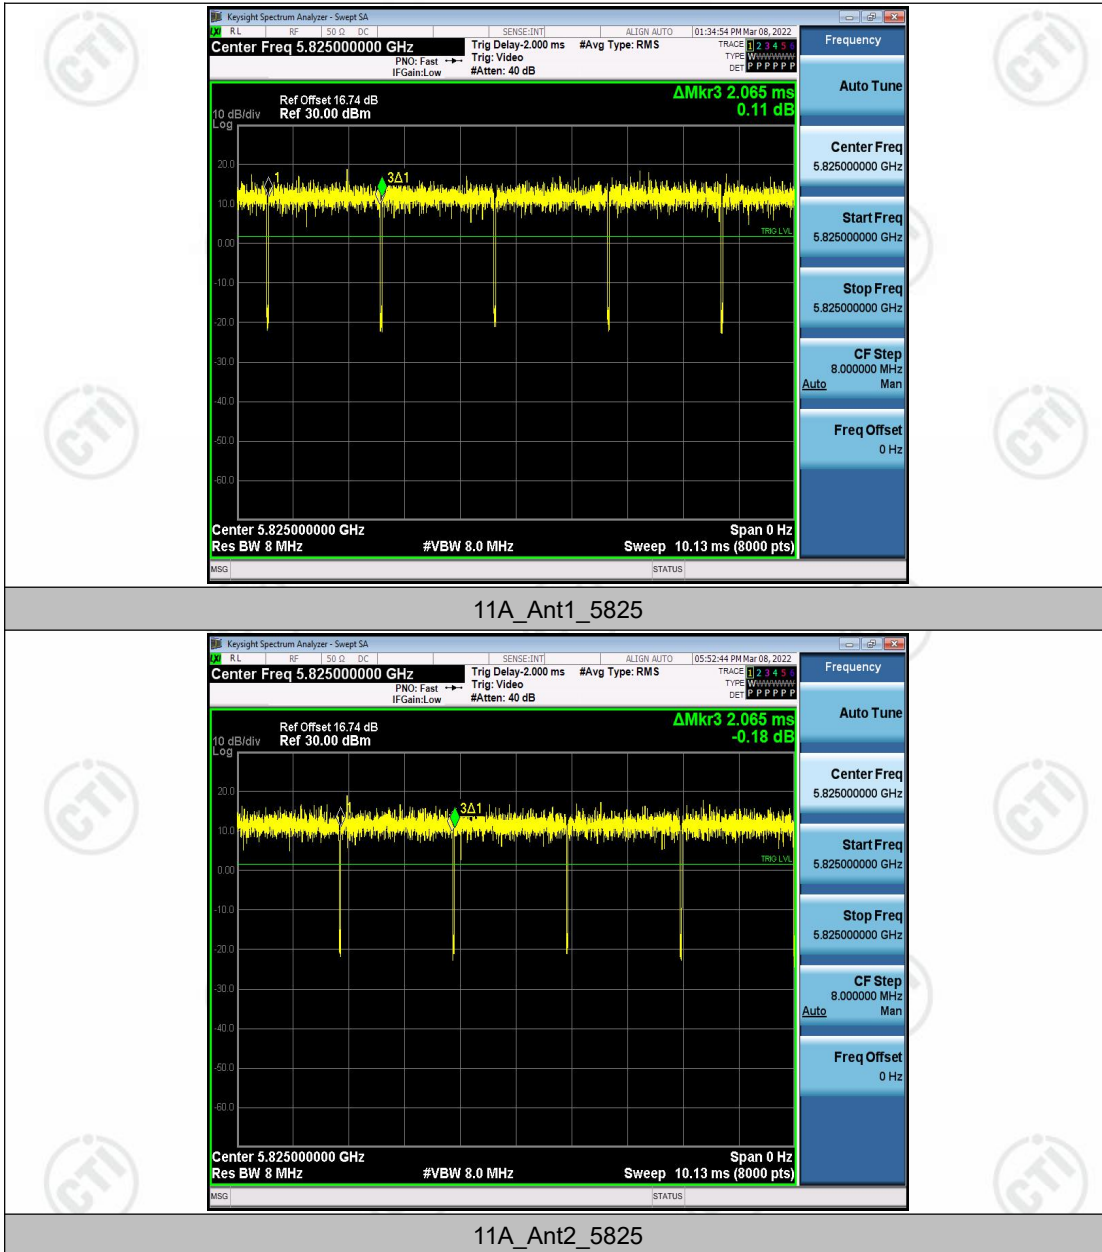 Keysight Spectrum Analyzer - Swept SA
LXI RL RF 50 Ω DC SENSE:INT ALIGN AUTO 01:34:54 PM Mar 08, 2022
Center Freq 5.825000000 GHz Trig Delay-2.000 ms #Avg Type: RMS TRACE 1 2 3 4 5 6
PNO: Fast Trig: Video TYPE W
IFGain:Low #Atten: 40 dB DET P P P P P P
Frequency
Auto Tune
Center Freq
5.825000000 GHz
Start Freq
5.825000000 GHz
Stop Freq
5.825000000 GHz
CF Step
8.000000 MHz
Auto Man
Freq Offset
0 Hz
ΔMkr3 2.065 ms
0.11 dB
Ref Offset 16.74 dB
10 dB/div Ref 30.00 dBm
Log
20.0
10.0
0.00
-10.0
-20.0
-30.0
-40.0
-50.0
-60.0
1
3Δ1
TRIG LVL
Center 5.825000000 GHz Span 0 Hz
Res BW 8 MHz #VBW 8.0 MHz Sweep 10.13 ms (8000 pts)
MSG STATUS
11A_Ant1_5825
Keysight Spectrum Analyzer - Swept SA
LXI RL RF 50 Ω DC SENSE:INT ALIGN AUTO 05:52:44 PM Mar 08, 2022
Center Freq 5.825000000 GHz Trig Delay-2.000 ms #Avg Type: RMS TRACE 1 2 3 4 5 6
PNO: Fast Trig: Video TYPE W
IFGain:Low #Atten: 40 dB DET P P P P P P
Frequency
Auto Tune
Center Freq
5.825000000 GHz
Start Freq
5.825000000 GHz
Stop Freq
5.825000000 GHz
CF Step
8.000000 MHz
Auto Man
Freq Offset
0 Hz
ΔMkr3 2.065 ms
-0.18 dB
Ref Offset 16.74 dB
10 dB/div Ref 30.00 dBm
Log
20.0
10.0
0.00
-10.0
-20.0
-30.0
-40.0
-50.0
-60.0
1
3Δ1
TRIG LVL
Center 5.825000000 GHz Span 0 Hz
Res BW 8 MHz #VBW 8.0 MHz Sweep 10.13 ms (8000 pts)
MSG STATUS
11A_Ant2_5825
CTI
CTI
CTI
CTI
CTI
CTI
CTI
CTI